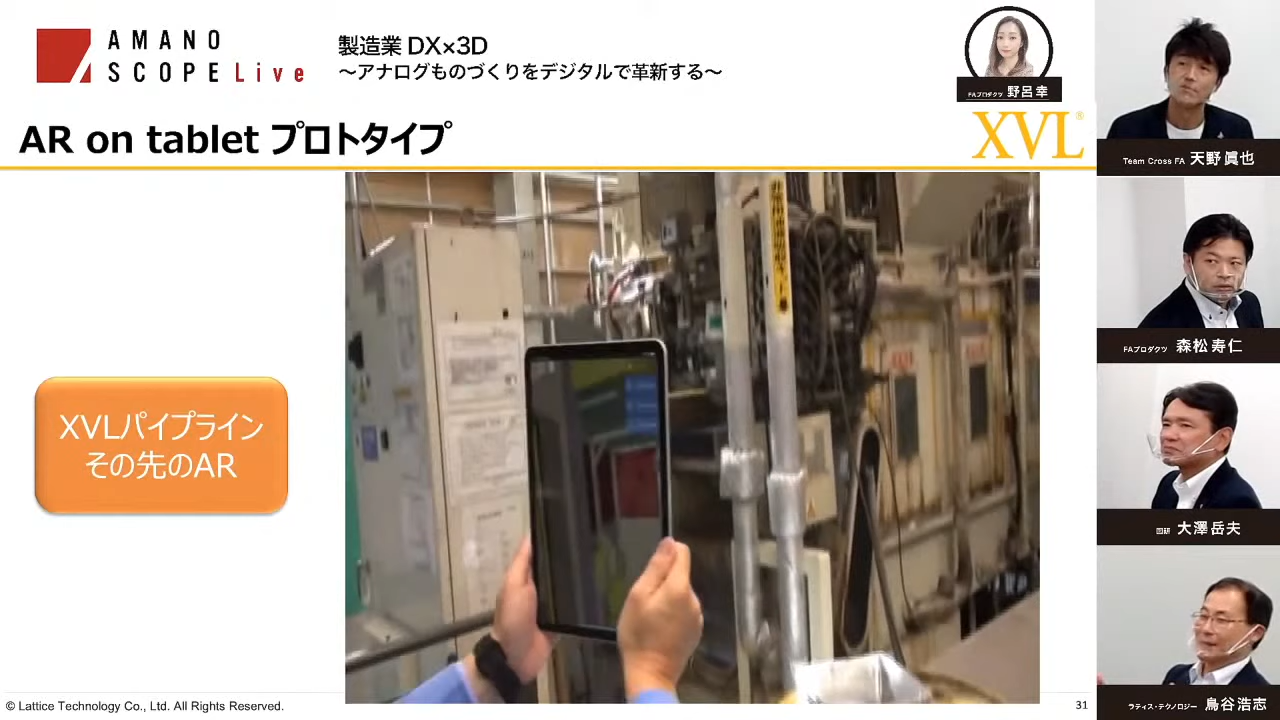 AMANO
SCOPE Live
製造業 DX×3D
〜アナログものづくりをデジタルで革新する〜
FAプロダクツ 野呂幸
AR on tablet プロトタイプ
XVL®
Team Cross FA 天野眞也
FAプロダクツ 森松寿仁
XVLパイプライン
その先のAR
国研 大澤岳夫
ラティス・テクノロジー 鳥谷浩志
© Lattice Technology Co., Ltd. All Rights Reserved.
31